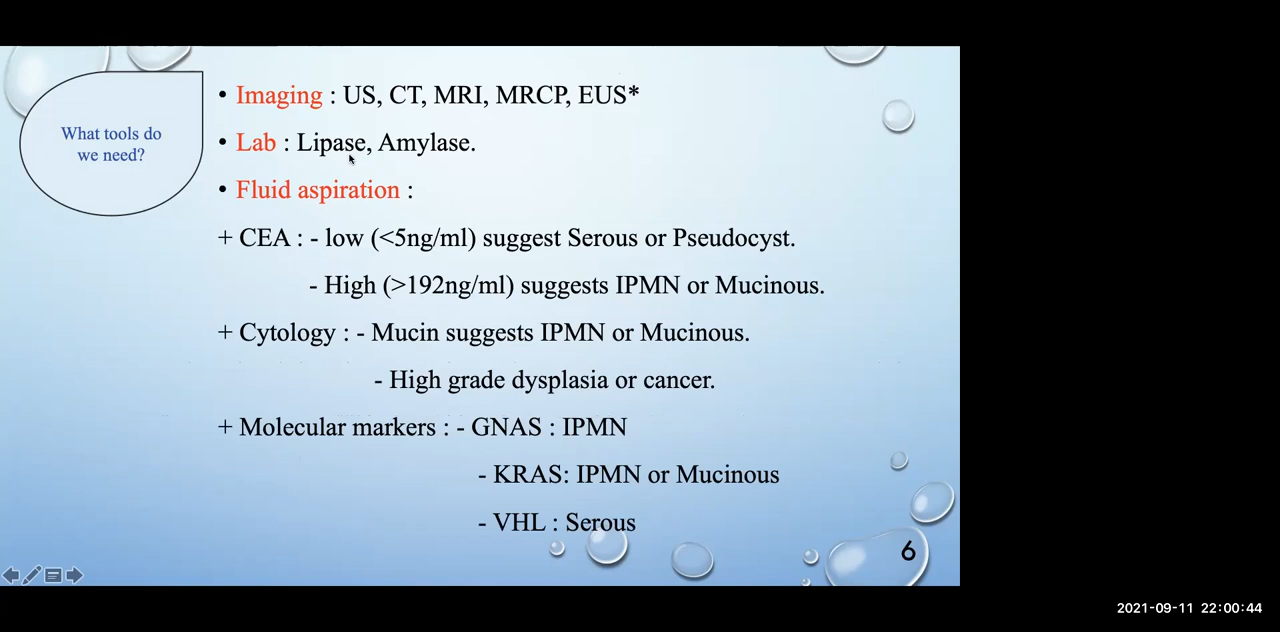 What tools do
we need?
• Imaging : US, CT, MRI, MRCP, EUS*
• Lab : Lipase, Amylase.
• Fluid aspiration :
+ CEA : - low (<5ng/ml) suggest Serous or Pseudocyst.
- High (>192ng/ml) suggests IPMN or Mucinous.
+ Cytology : - Mucin suggests IPMN or Mucinous.
- High grade dysplasia or cancer.
+ Molecular markers : - GNAS : IPMN
- KRAS: IPMN or Mucinous
- VHL : Serous
6
2021-09-11 22:00:44